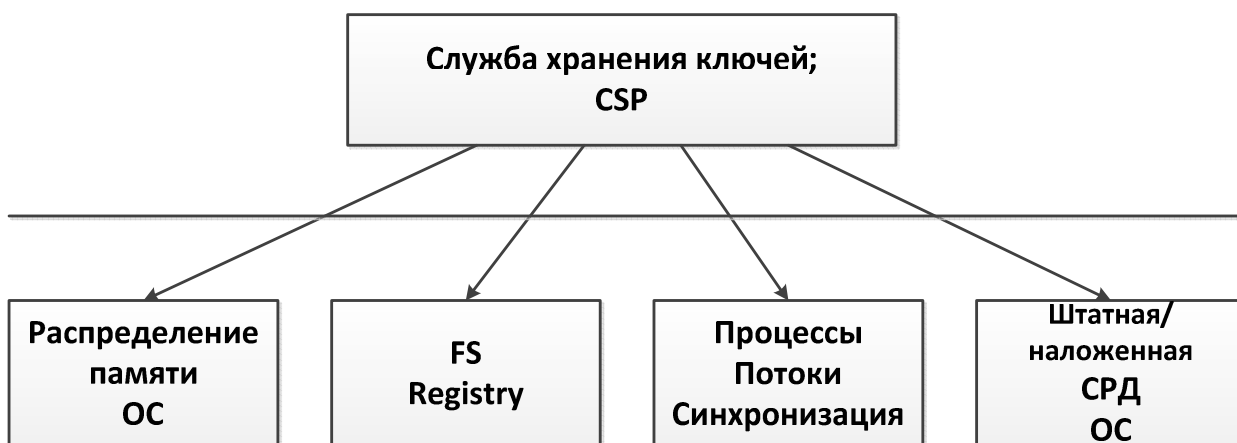 Служба хранения ключей;
CSP
Распределение
памяти
ОС
FS
Registry
Процессы
Потоки
Синхронизация
Штатная/
наложенная
СРД
ОС